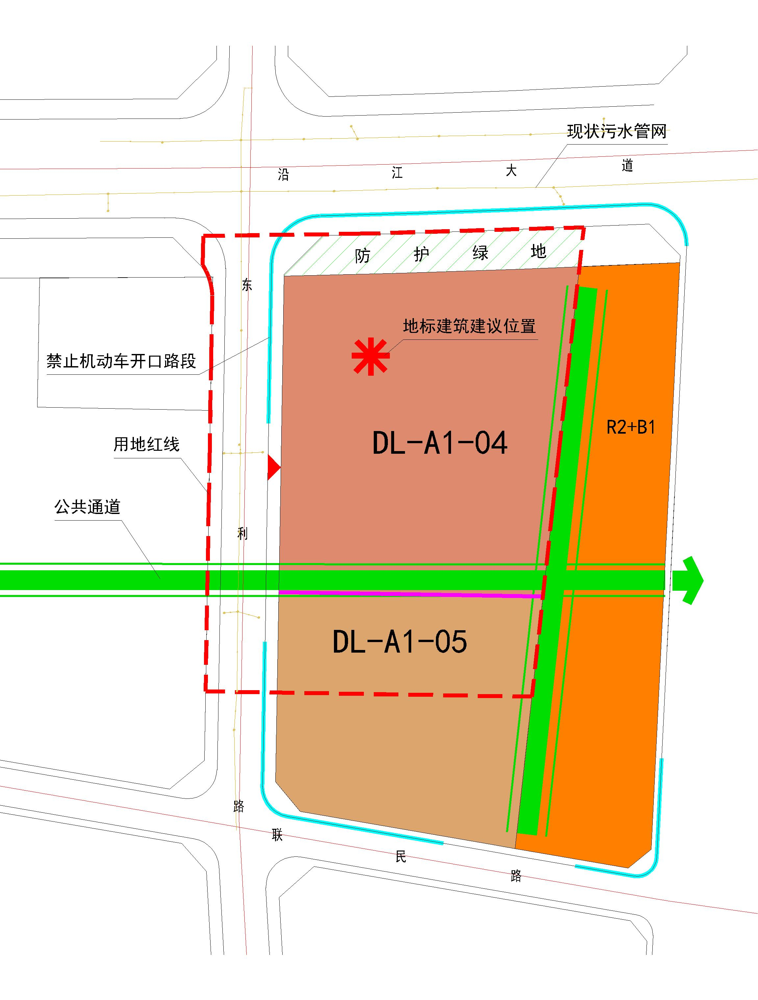 现状污水管网
沿江大道
防护绿地
东利路
地标建筑建议位置
禁止机动车开口路段
R2+B1
DL-A1-04
用地红线
公共通道
DL-A1-05
联民路